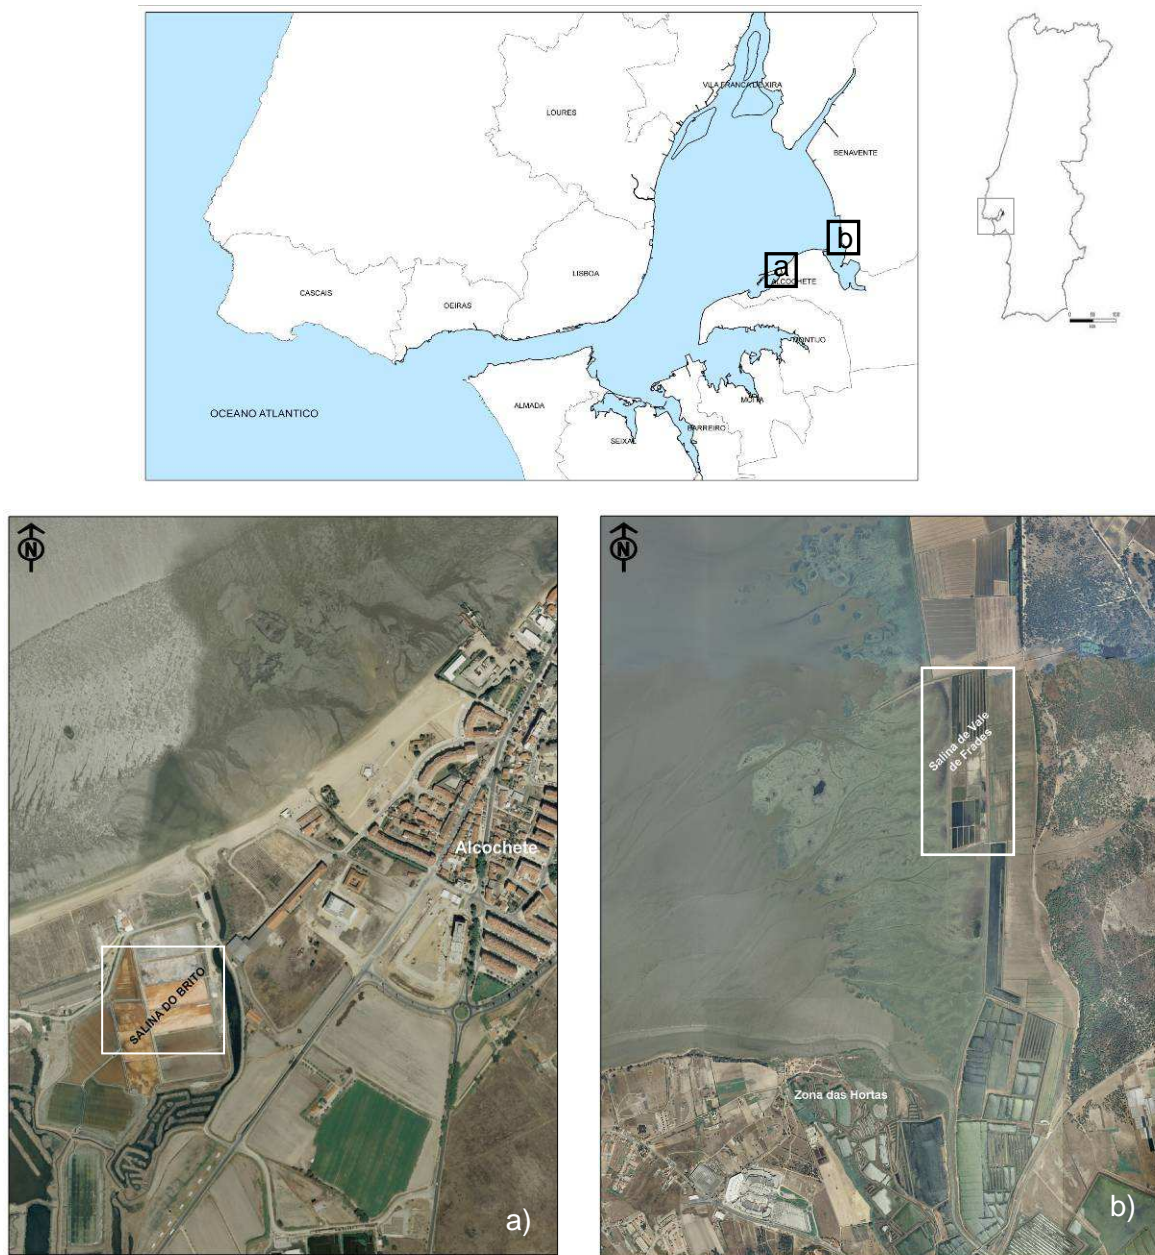 VILA FRANCA DE XIRA
LOURES
BENAVENTE
b
a
LISBOA
ALCOCHETE
CASCAIS
OEIRAS
MONTIJO
ALMADA
MOITA
OCEANO ATLANTICO
BARREIRO
SEIXAL
N
Alcochete
SALINA DO BRITO
a)
N
Salina de Vale
de Frades
Zona das Hortas
b)